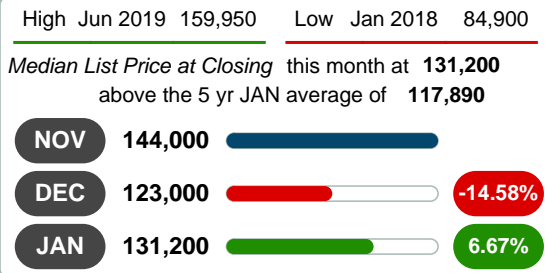 High Jun 2019 159,950 Low Jan 2018 84,900
Median List Price at Closing this month at 131,200
above the 5 yr JAN average of 117,890
NOV 144,000
DEC 123,000 -14.58%
JAN 131,200 6.67%